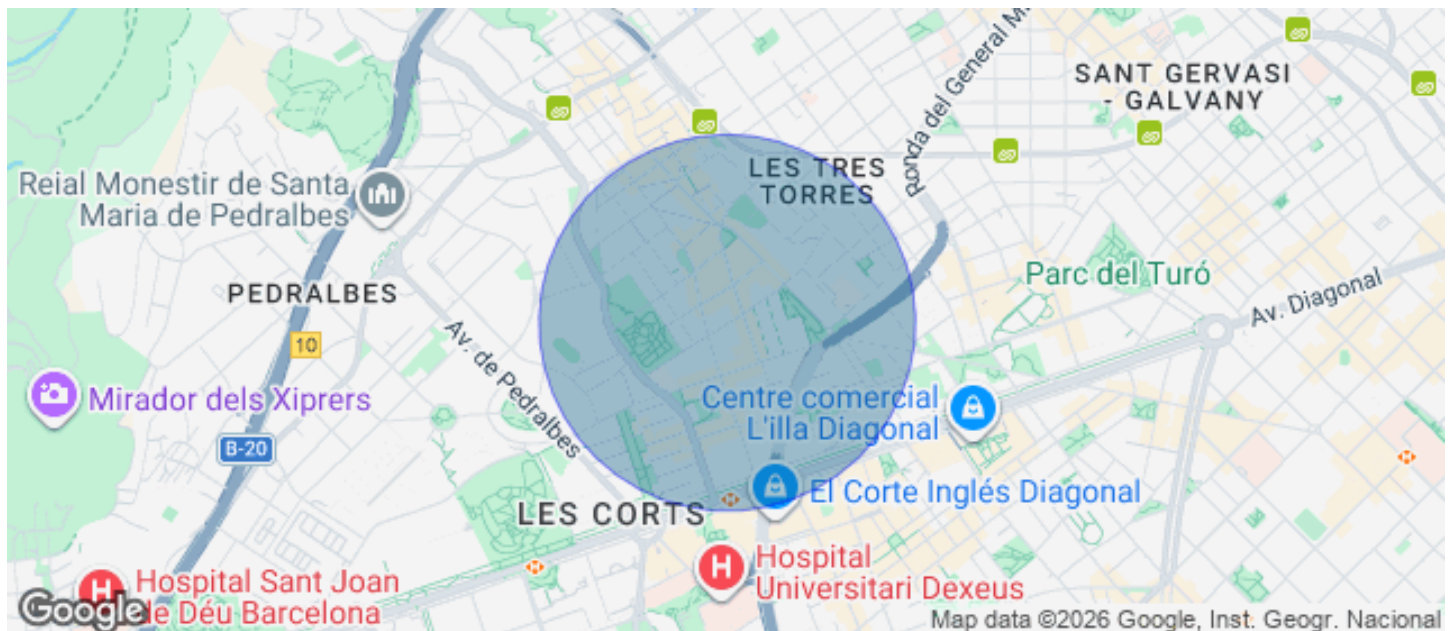 SANT GERVASI
- GALVANY
Ronda del General Mi
LES TRES
TORRES
Reial Monestir de Santa
Maria de Pedralbes
PEDRALBES
Parc del Turó
Av. Diagonal
10
Av. de Pedralbes
Mirador dels Xiprers
B-20
Centre comercial
L'illa Diagonal
El Corte Inglés Diagonal
LES CORTS
Hospital
Universitari Dexeus
Hospital Sant Joan
de Déu Barcelona
Google
Map data ©2026 Google, Inst. Geogr. Nacional